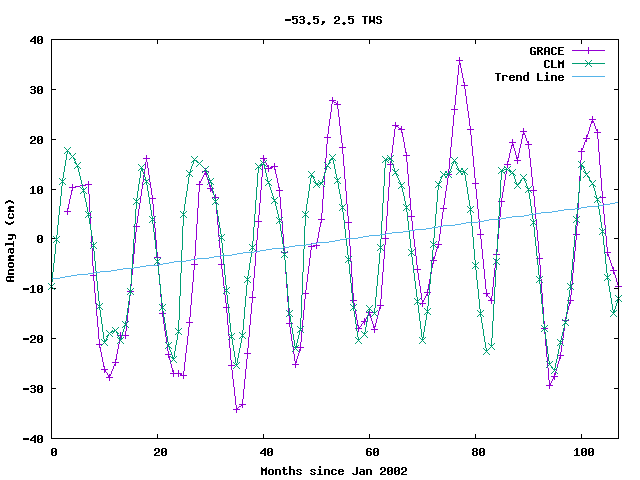 -53.5, 2.5 TWS
GRACE
CLM
Trend Line
40
30
20
10
0
-10
-20
-30
-40
Anomaly (cm)
0 20 40 60 80 100
Months since Jan 2002